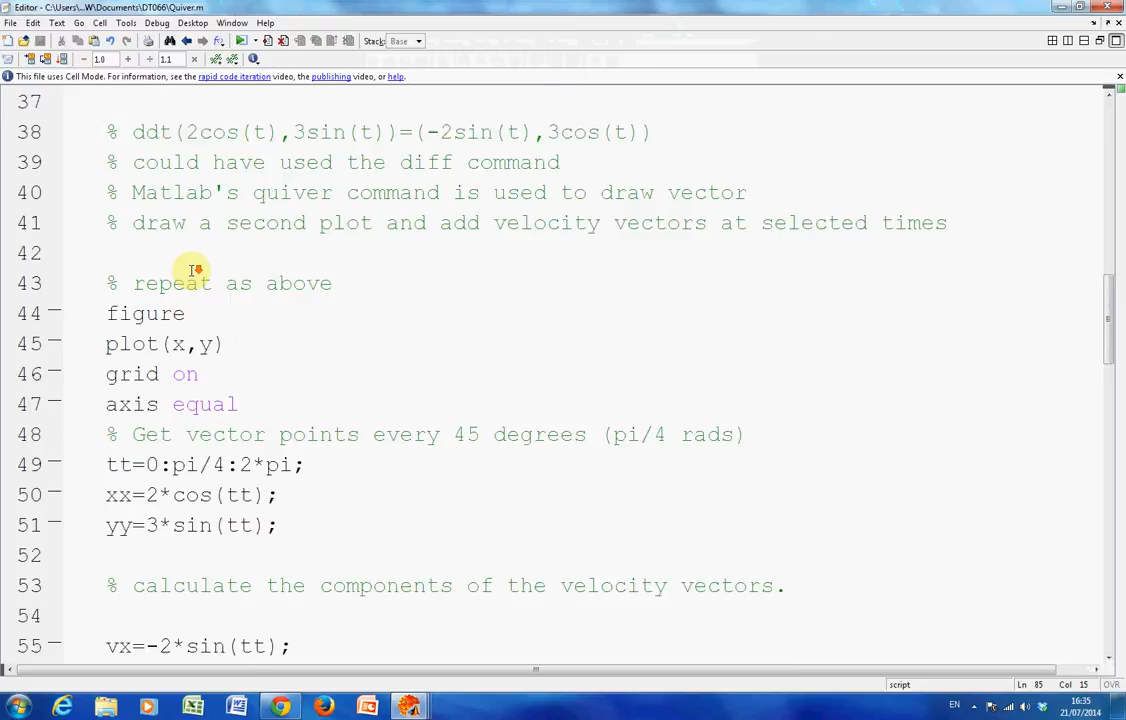 Editor - C:\Users\...W\Documents\DT066\Quiver.m
File Edit Text Go Cell Tools Debug Desktop Window Help
Stack: Base
1.0 1.1
This file uses Cell Mode. For information, see the rapid code iteration video, the publishing video, or help.
37
38 % ddt(2cos(t),3sin(t))=(-2sin(t),3cos(t))
39 % could have used the diff command
40 % Matlab's quiver command is used to draw vector
41 % draw a second plot and add velocity vectors at selected times
42
43 % repeat as above
44 figure
45 plot(x,y)
46 grid on
47 axis equal
48 % Get vector points every 45 degrees (pi/4 rads)
49 tt=0:pi/4:2*pi;
50 xx=2*cos(tt);
51 yy=3*sin(tt);
52
53 % calculate the components of the velocity vectors.
54
55 vx=-2*sin(tt);
script Ln 85 Col 15 OVR
EN 16:35
21/07/2014